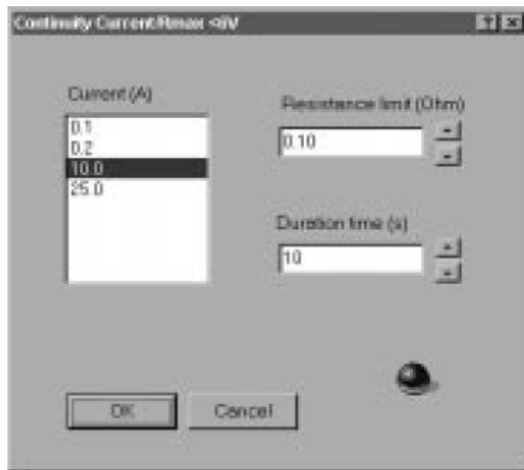 Continuity Current/Rmax <6V
Current (A)
0.1
0.2
10.0
25.0
Resistance limit (Ohm)
0.10
Duration time (s)
10
OK
Cancel